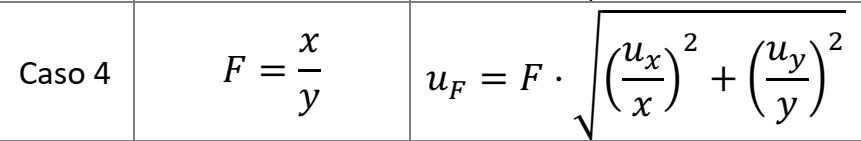 Caso 4 F = x/y u_F = F · √((u_x/x)² + (u_y/y)²)